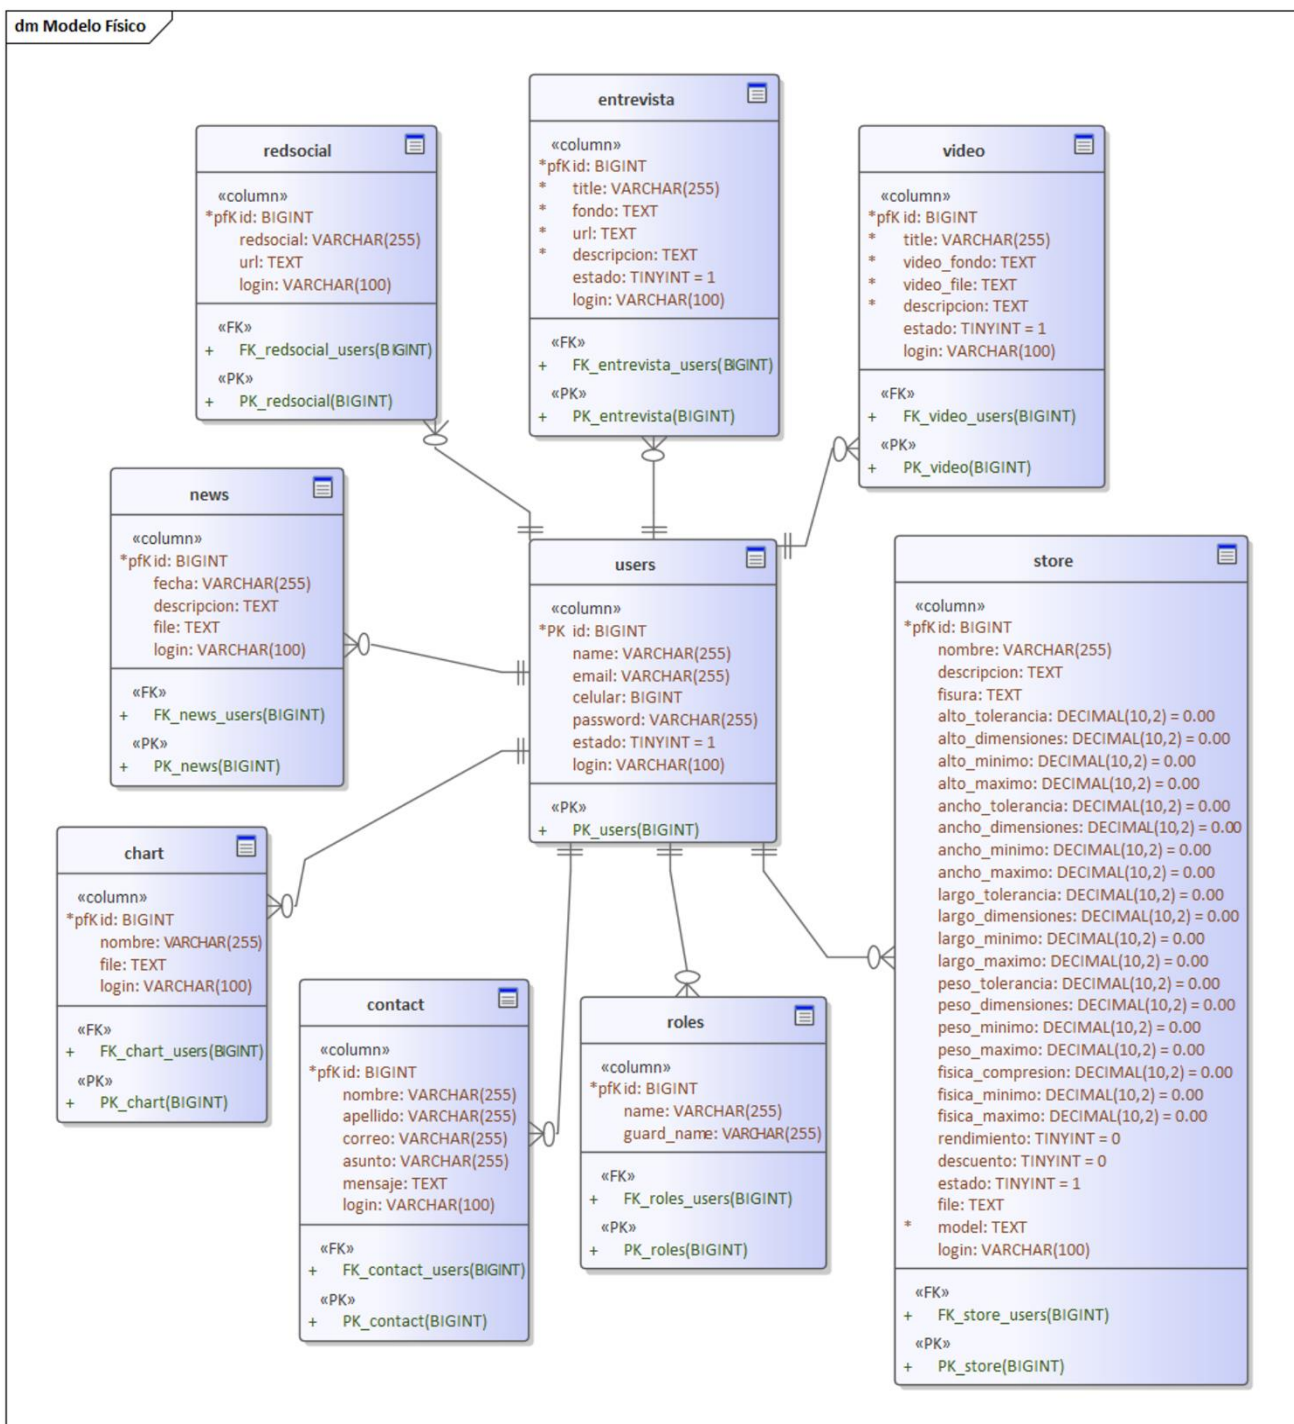 dm Modelo Físico
entrevista
«column»
*pfK id: BIGINT
* title: VARCHAR(255)
* fondo: TEXT
* url: TEXT
* descripcion: TEXT
estado: TINYINT = 1
login: VARCHAR(100)
«FK»
+ FK_entrevista_users(BIGINT)
«PK»
+ PK_entrevista(BIGINT)
redsocial
«column»
*pfK id: BIGINT
redsocial: VARCHAR(255)
url: TEXT
login: VARCHAR(100)
«FK»
+ FK_redsocial_users(BIGINT)
«PK»
+ PK_redsocial(BIGINT)
video
«column»
*pfK id: BIGINT
* title: VARCHAR(255)
* video_fondo: TEXT
* video_file: TEXT
* descripcion: TEXT
estado: TINYINT = 1
login: VARCHAR(100)
«FK»
+ FK_video_users(BIGINT)
«PK»
+ PK_video(BIGINT)
news
«column»
*pfK id: BIGINT
fecha: VARCHAR(255)
descripcion: TEXT
file: TEXT
login: VARCHAR(100)
«FK»
+ FK_news_users(BIGINT)
«PK»
+ PK_news(BIGINT)
users
«column»
*PK id: BIGINT
name: VARCHAR(255)
email: VARCHAR(255)
celular: BIGINT
password: VARCHAR(255)
estado: TINYINT = 1
login: VARCHAR(100)
«PK»
+ PK_users(BIGINT)
store
«column»
*pfK id: BIGINT
nombre: VARCHAR(255)
descripcion: TEXT
fisura: TEXT
alto_tolerancia: DECIMAL(10,2) = 0.00
alto_dimensiones: DECIMAL(10,2) = 0.00
alto_minimo: DECIMAL(10,2) = 0.00
alto_maximo: DECIMAL(10,2) = 0.00
ancho_tolerancia: DECIMAL(10,2) = 0.00
ancho_dimensiones: DECIMAL(10,2) = 0.00
ancho_minimo: DECIMAL(10,2) = 0.00
ancho_maximo: DECIMAL(10,2) = 0.00
largo_tolerancia: DECIMAL(10,2) = 0.00
largo_dimensiones: DECIMAL(10,2) = 0.00
largo_minimo: DECIMAL(10,2) = 0.00
largo_maximo: DECIMAL(10,2) = 0.00
peso_tolerancia: DECIMAL(10,2) = 0.00
peso_dimensiones: DECIMAL(10,2) = 0.00
peso_minimo: DECIMAL(10,2) = 0.00
peso_maximo: DECIMAL(10,2) = 0.00
fisica_compresion: DECIMAL(10,2) = 0.00
fisica_minimo: DECIMAL(10,2) = 0.00
fisica_maximo: DECIMAL(10,2) = 0.00
rendimiento: TINYINT = 0
descuento: TINYINT = 0
estado: TINYINT = 1
file: TEXT
* model: TEXT
login: VARCHAR(100)
«FK»
+ FK_store_users(BIGINT)
«PK»
+ PK_store(BIGINT)
chart
«column»
*pfK id: BIGINT
nombre: VARCHAR(255)
file: TEXT
login: VARCHAR(100)
«FK»
+ FK_chart_users(BIGINT)
«PK»
+ PK_chart(BIGINT)
contact
«column»
*pfK id: BIGINT
nombre: VARCHAR(255)
apellido: VARCHAR(255)
correo: VARCHAR(255)
asunto: VARCHAR(255)
mensaje: TEXT
login: VARCHAR(100)
«FK»
+ FK_contact_users(BIGINT)
«PK»
+ PK_contact(BIGINT)
roles
«column»
*pfK id: BIGINT
name: VARCHAR(255)
guard_name: VARCHAR(255)
«FK»
+ FK_roles_users(BIGINT)
«PK»
+ PK_roles(BIGINT)